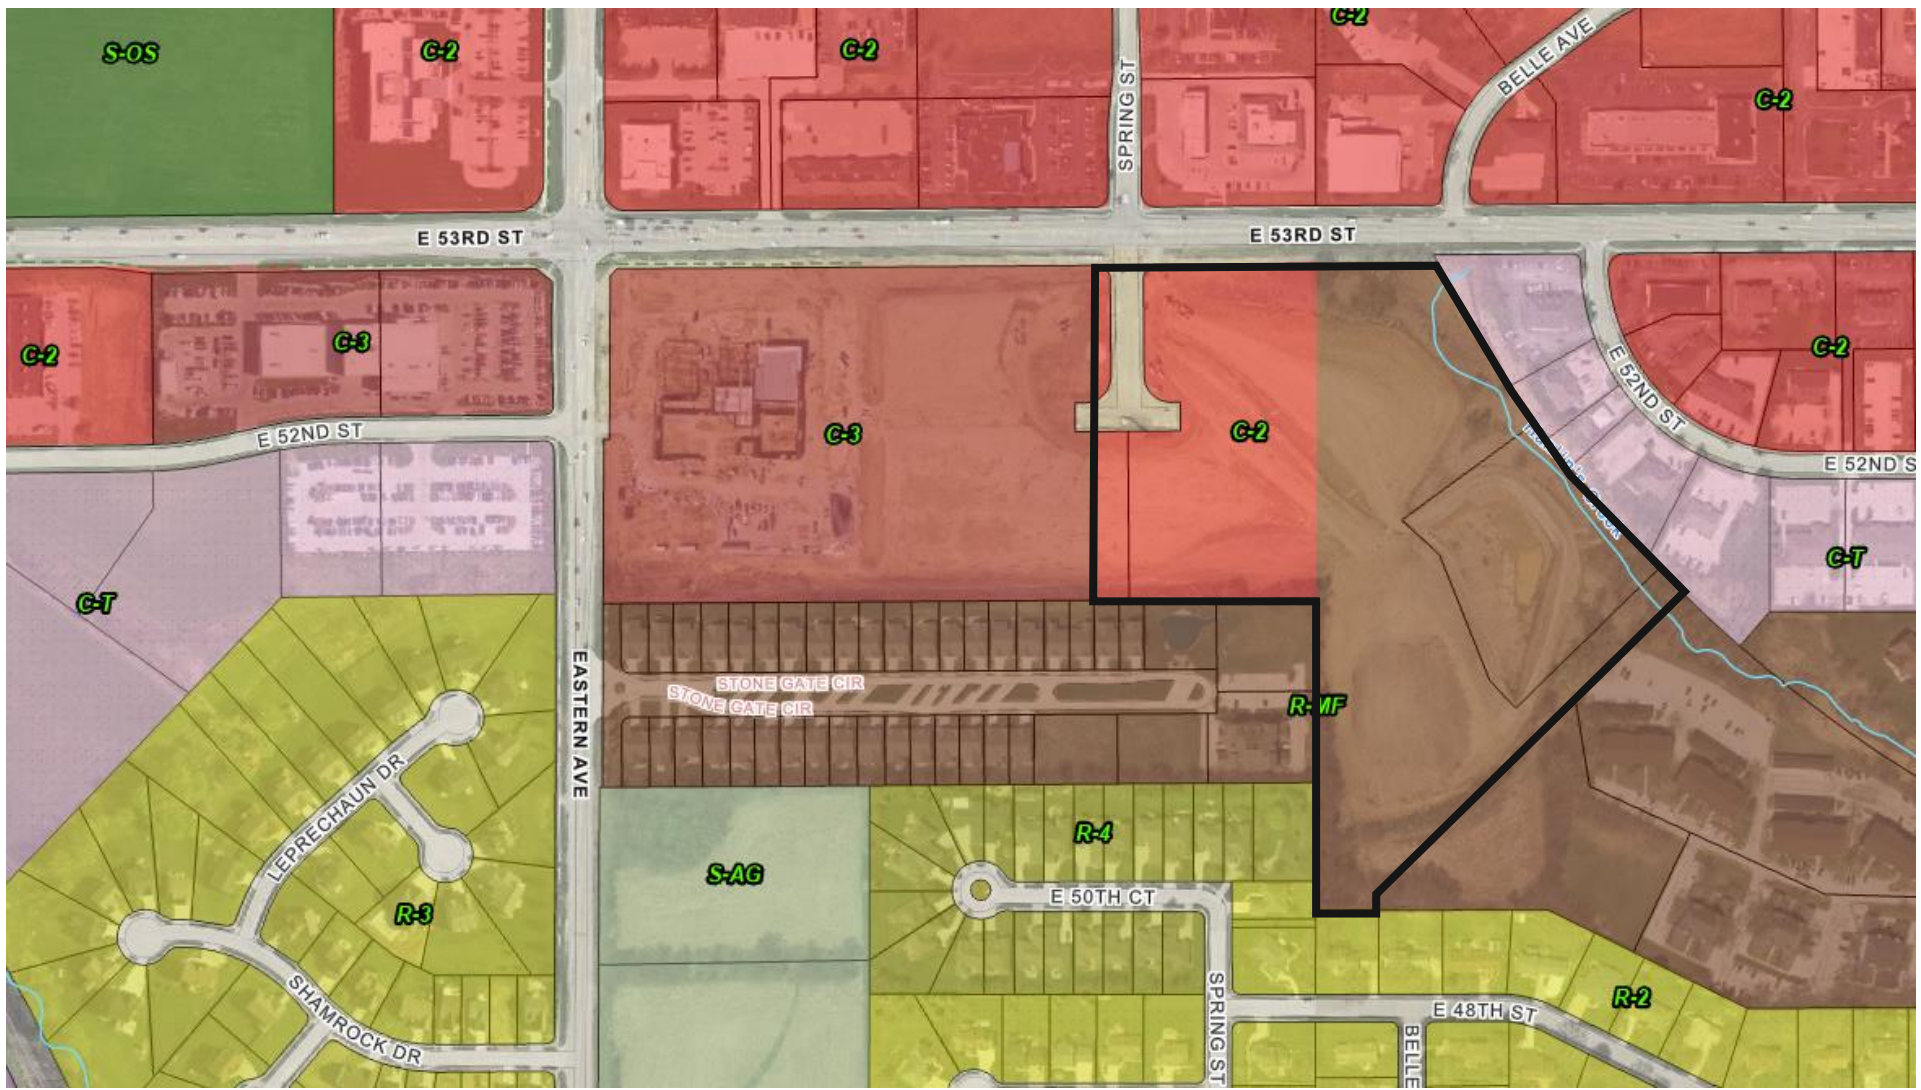 C-2
S-OS
C-2
C-2
BELLE AVE
C-2
SPRING ST
E 53RD ST
E 53RD ST
C-2
C-3
E 52ND ST
C-3
C-2
E 52ND ST
C-2
E 52ND S
C-T
C-T
EASTERN AVE
STONE GATE CIR
STONE GATE CIR
R-MF
LEPRECHAUN DR
R-4
S-AG
E 50TH CT
R-3
SHAMROCK DR
SPRING ST
E 48TH ST
R-2
BELLE